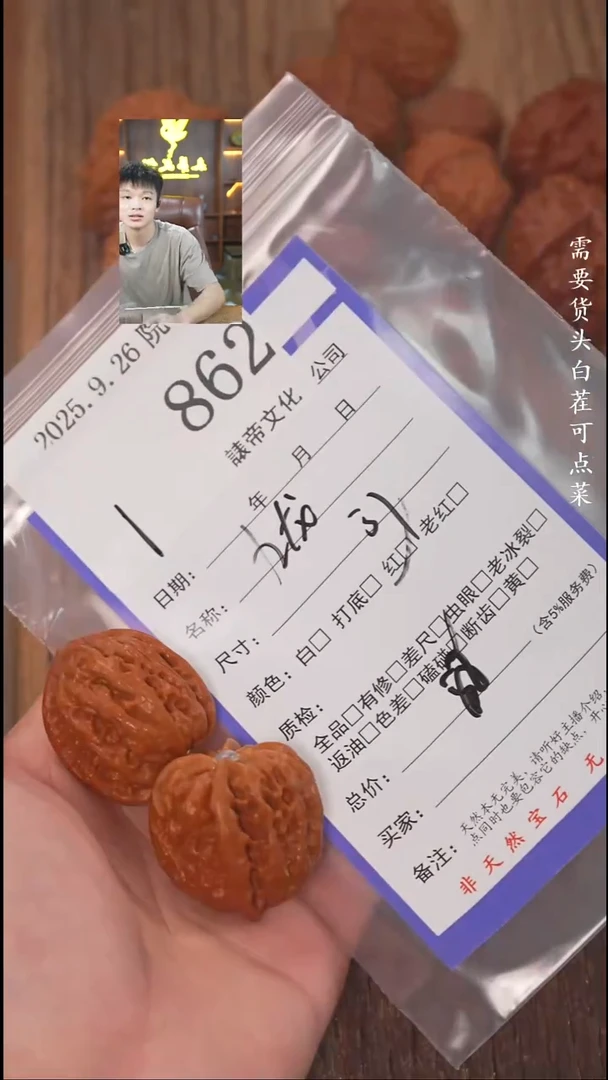 2025.9.26 院
862
諘帝文化 公司
1
年 月 日
日期:
名称:
尺寸:
颜色: 白□ 打底□ 红□ 老红□
质检:
全品□有修□差尺□虫眼□老冰裂□
返油□色差□磕碰□断齿□黄□
总价:
(含5%服务费)
买家:
备注:
天然本无完美，请听好主播介绍
点同时也要包容它的缺点、开心
非天然宝石 无
需要货头白茬可点菜